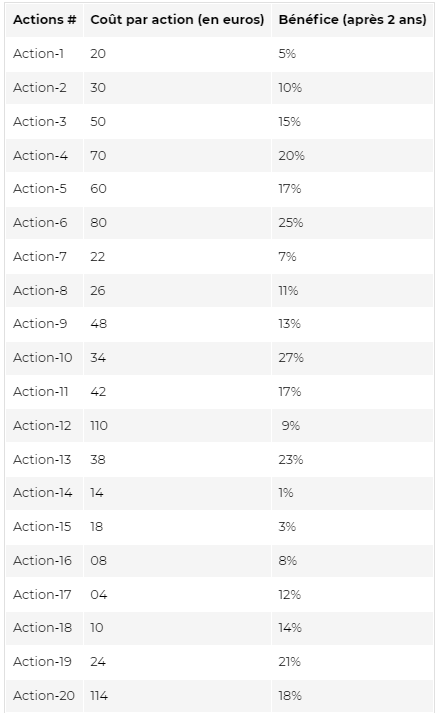 Actions # Coût par action (en euros) Bénéfice (après 2 ans)
Action-1 20 5%
Action-2 30 10%
Action-3 50 15%
Action-4 70 20%
Action-5 60 17%
Action-6 80 25%
Action-7 22 7%
Action-8 26 11%
Action-9 48 13%
Action-10 34 27%
Action-11 42 17%
Action-12 110 9%
Action-13 38 23%
Action-14 14 1%
Action-15 18 3%
Action-16 08 8%
Action-17 04 12%
Action-18 10 14%
Action-19 24 21%
Action-20 114 18%